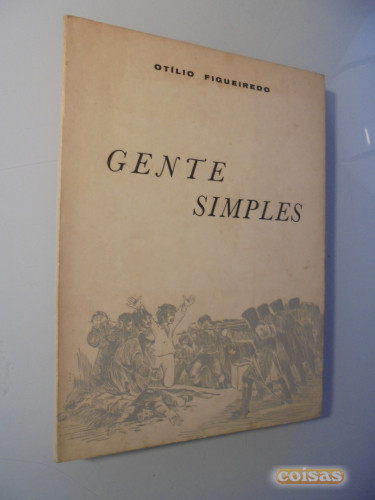 OTÍLIO FIGUEIREDO
GENTE
SIMPLES
coisas